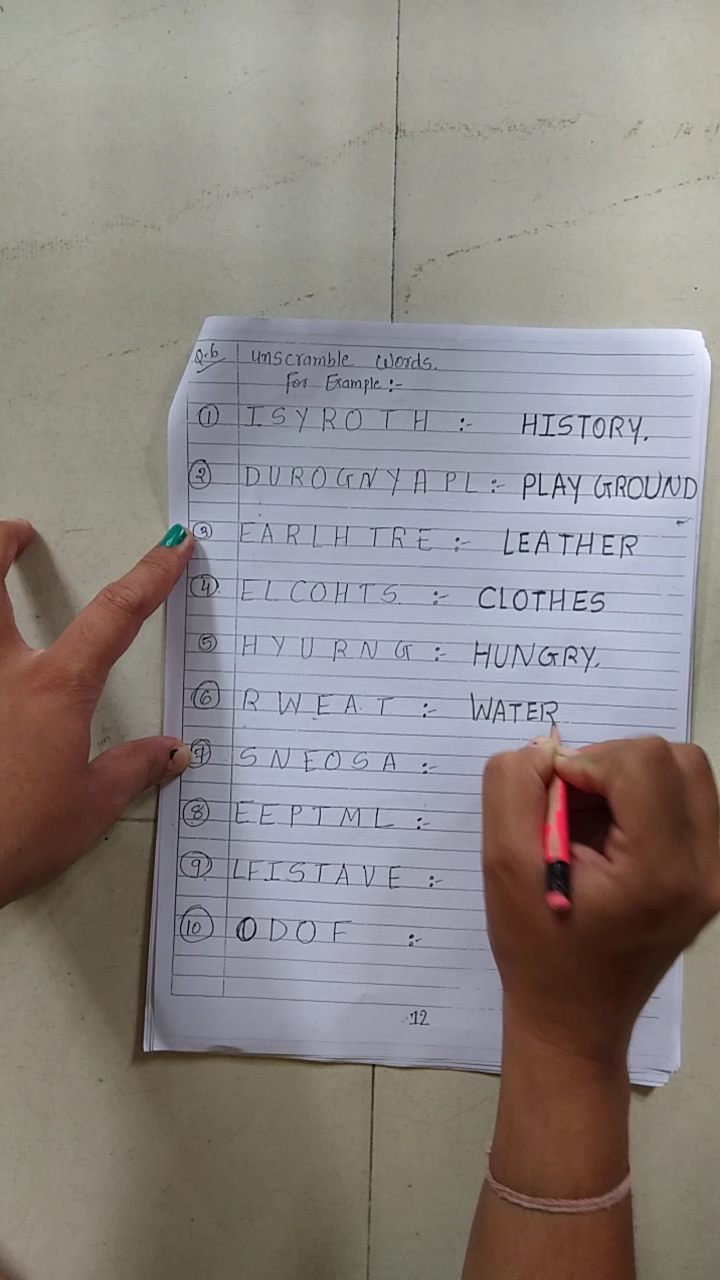 Q.6 Unscramble Words.
For Example :-
1 ISYROTH :- HISTORY.
2 DUROGNYAPL :- PLAY GROUND
3 EARLHTRE :- LEATHER
4 ELCOHTS. :- CLOTHES
5 HYURNG :- HUNGRY.
6 RWEAT :- WATER
7 SNEOSA :-
8 EEPTML :-
9 LFISTAVE :-
10 ODOF :-
12